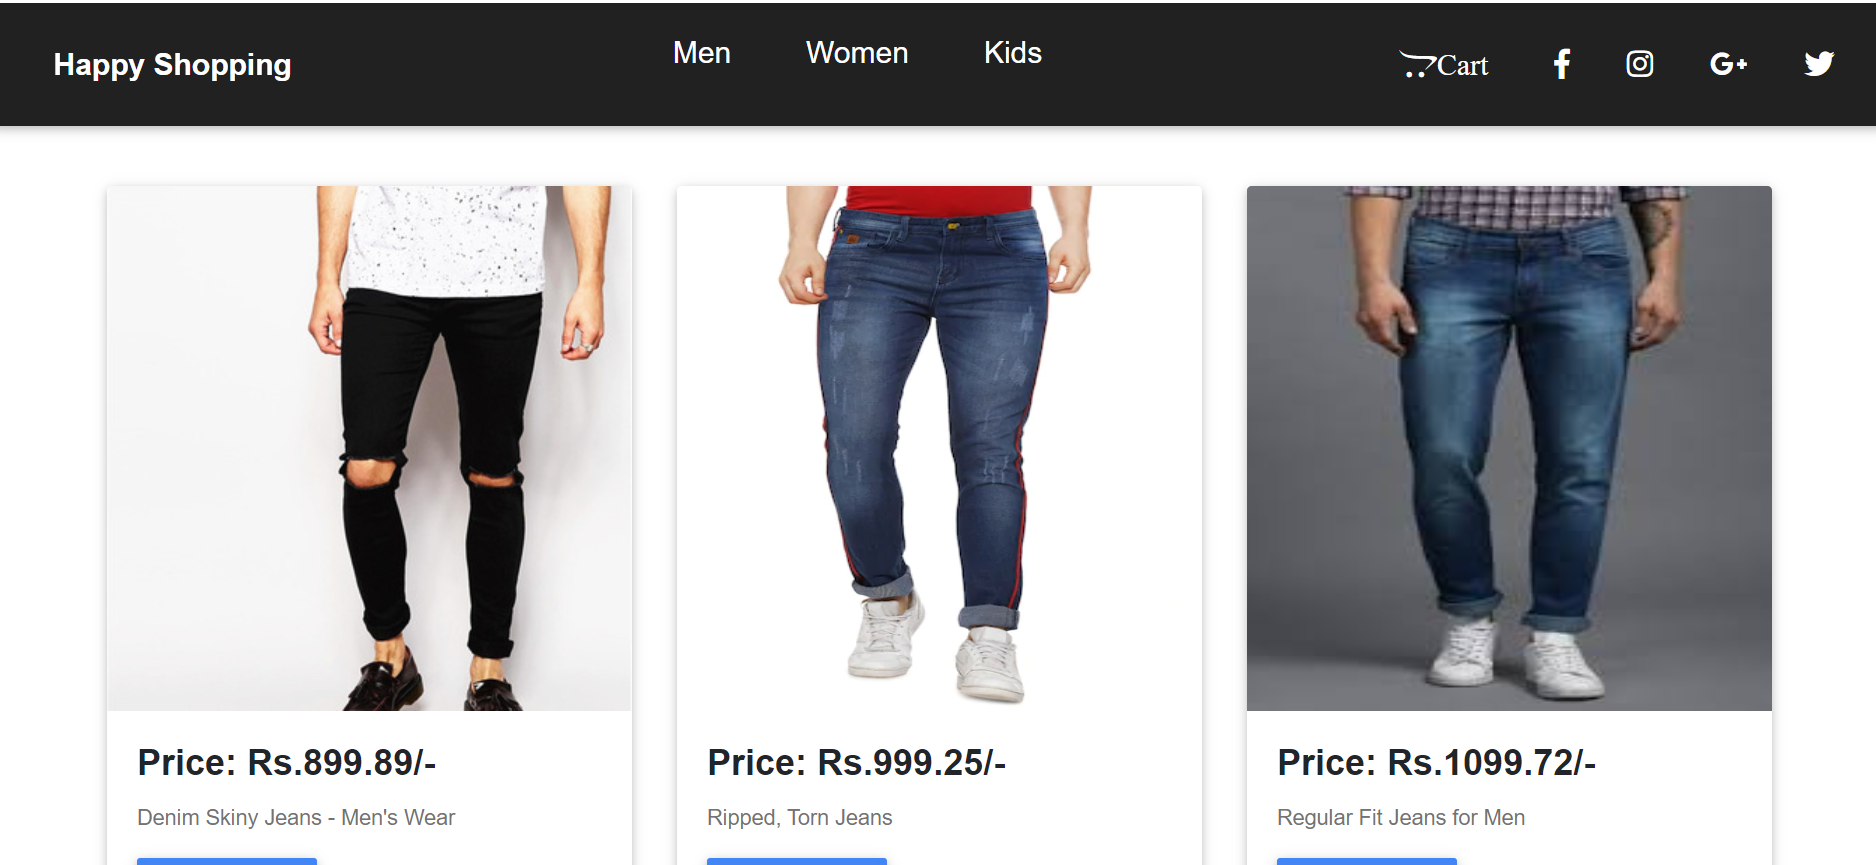 Happy Shopping
Men Women Kids
Cart
Price: Rs.899.89/-
Denim Skiny Jeans - Men's Wear
Price: Rs.999.25/-
Ripped, Torn Jeans
Price: Rs.1099.72/-
Regular Fit Jeans for Men